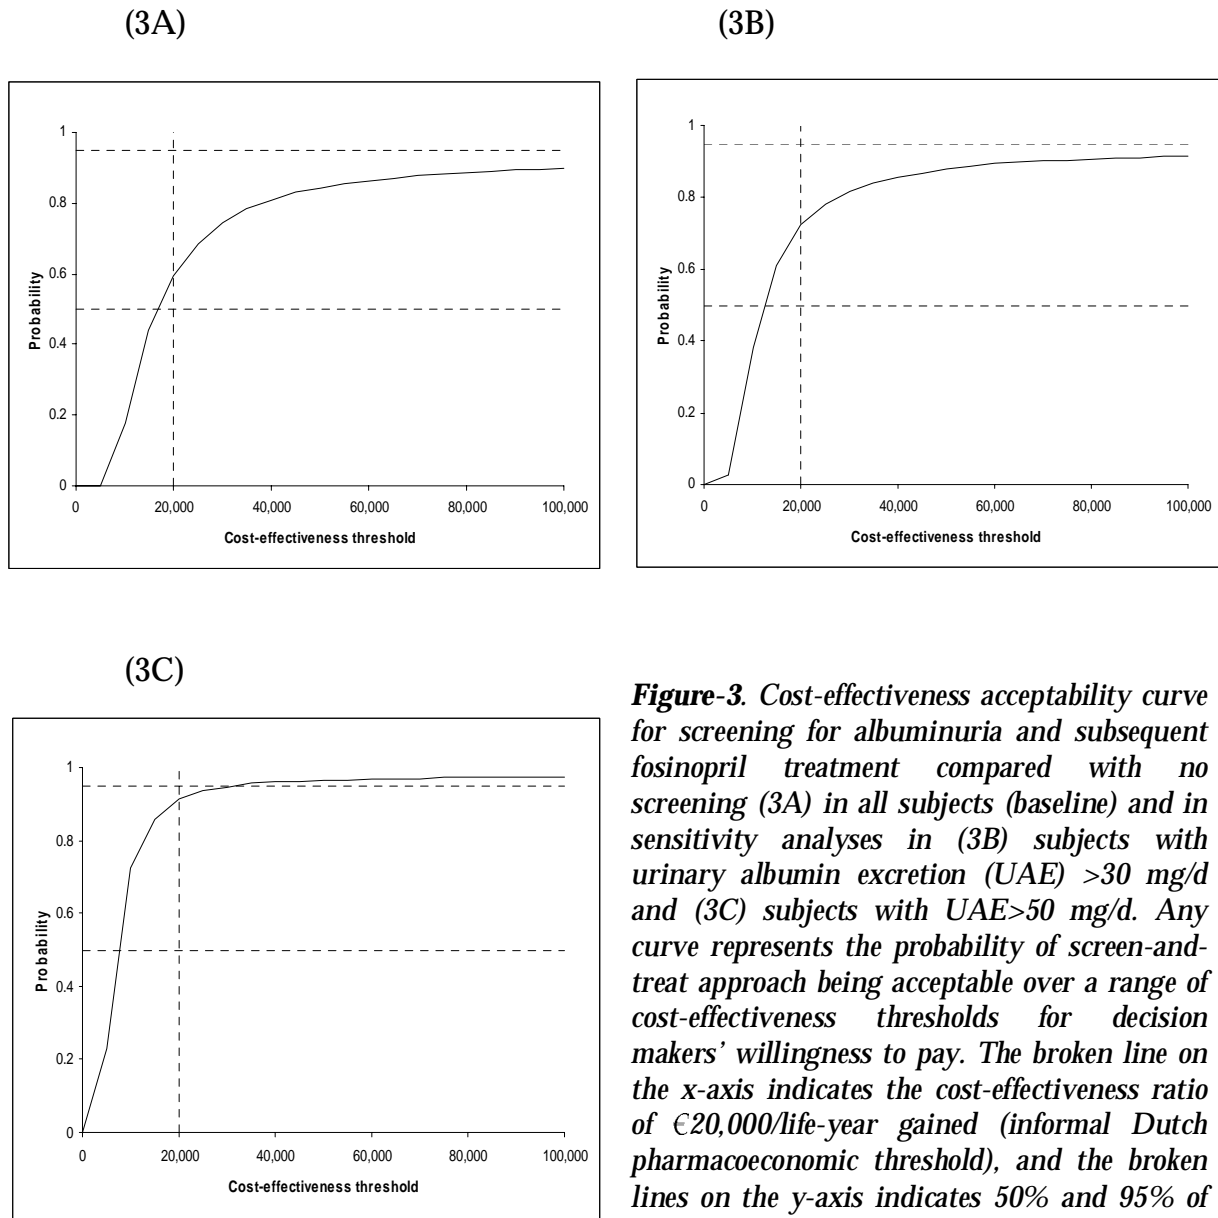 (3A)
(3B)
1
0.8
0.6
0.4
0.2
0
Probability
0
20,000
40,000
60,000
80,000
100,000
Cost-effectiveness threshold
1
0.8
0.6
0.4
0.2
0
Probability
0
20,000
40,000
60,000
80,000
100,000
Cost-effectiveness threshold
(3C)
1
0.8
0.6
0.4
0.2
0
Probability
0
20,000
40,000
60,000
80,000
100,000
Cost-effectiveness threshold
Figure-3. Cost-effectiveness acceptability curve
for screening for albuminuria and subsequent
fosinopril treatment compared with no
screening (3A) in all subjects (baseline) and in
sensitivity analyses in (3B) subjects with
urinary albumin excretion (UAE) >30 mg/d
and (3C) subjects with UAE>50 mg/d. Any
curve represents the probability of screen-and-
treat approach being acceptable over a range of
cost-effectiveness thresholds for decision
makers’ willingness to pay. The broken line on
the x-axis indicates the cost-effectiveness ratio
of €20,000/life-year gained (informal Dutch
pharmacoeconomic threshold), and the broken
lines on the y-axis indicates 50% and 95% of